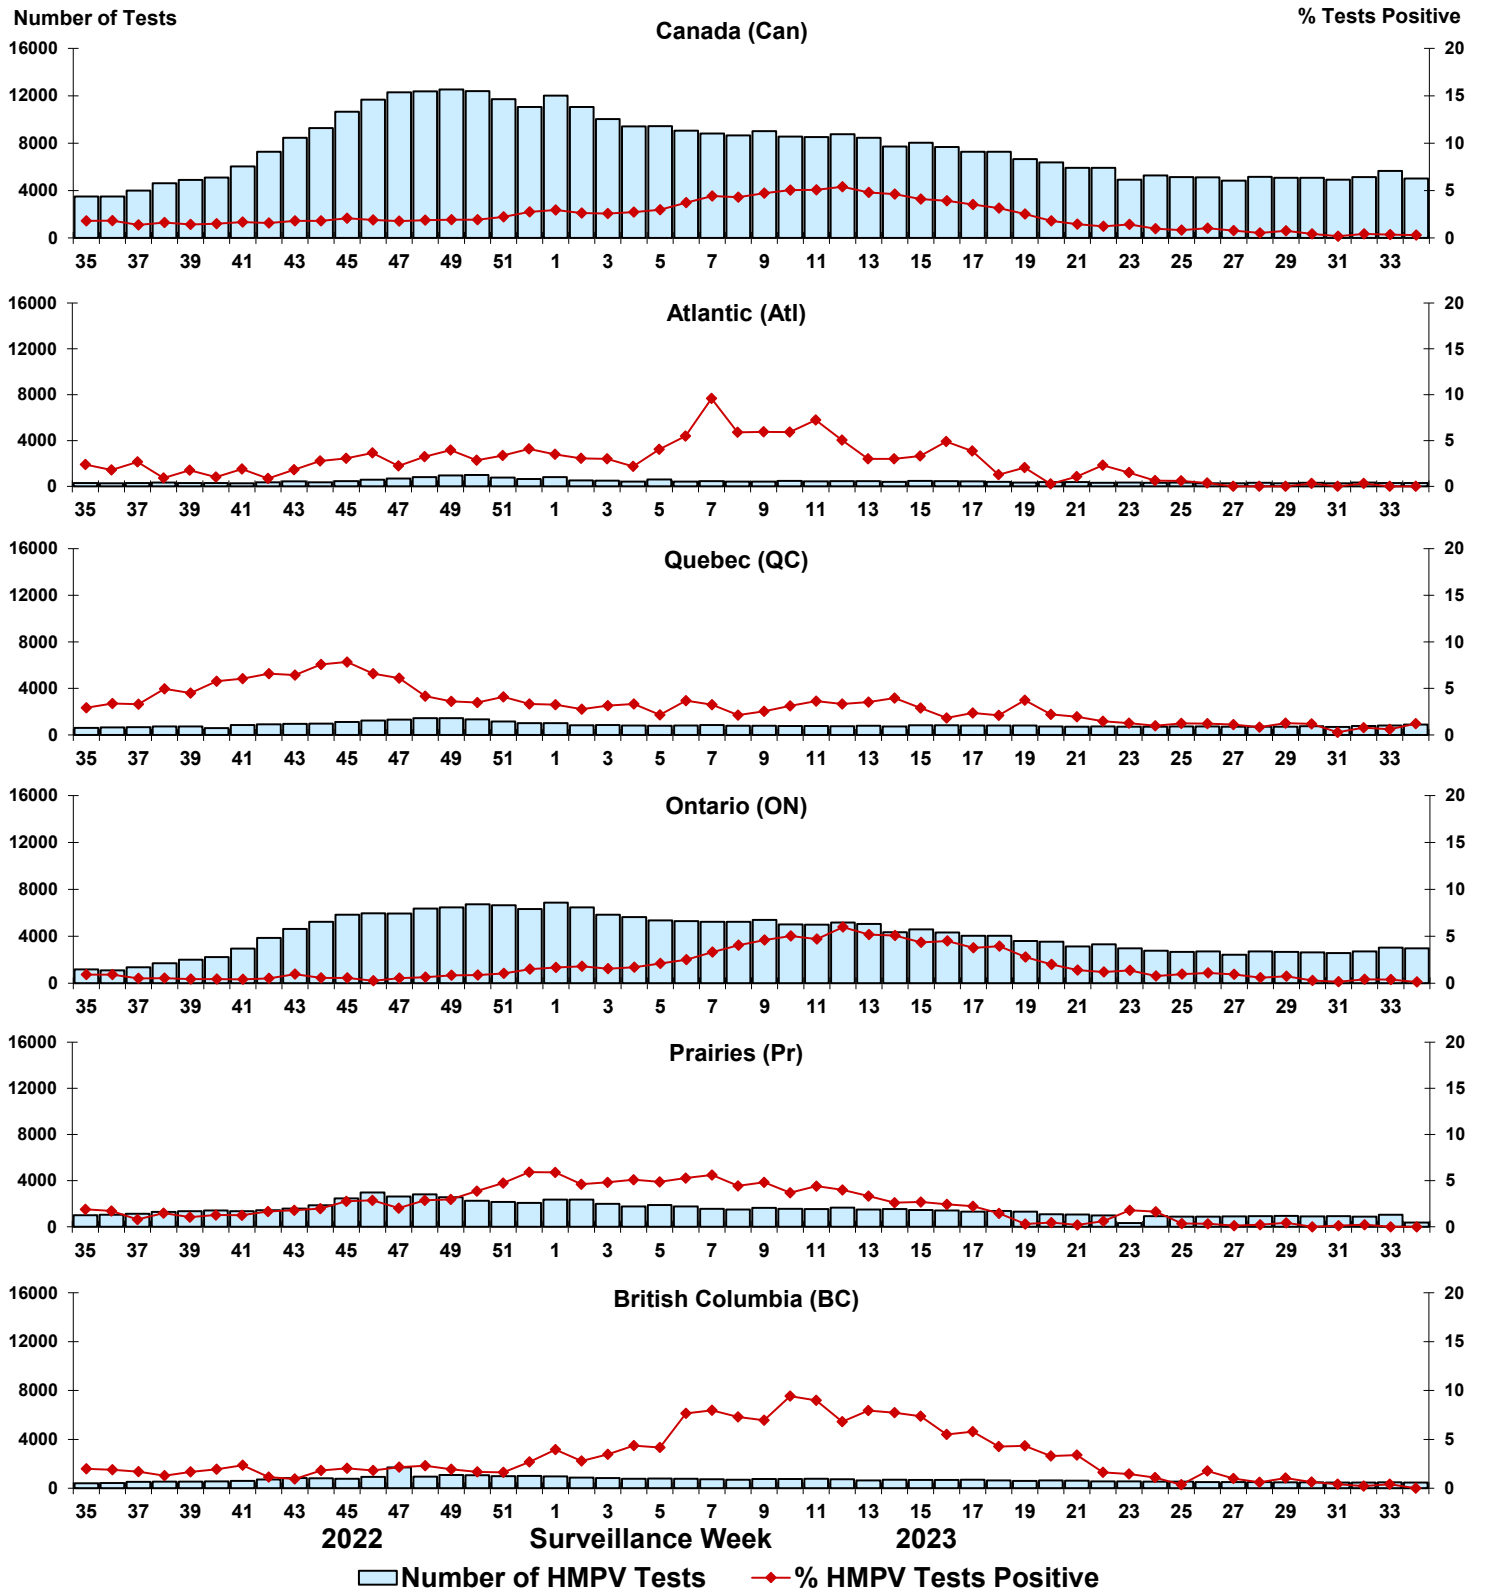 Number of Tests
% Tests Positive
Canada (Can)
16000 20
12000 15
8000 10
4000 5
0 0
35 37 39 41 43 45 47 49 51 1 3 5 7 9 11 13 15 17 19 21 23 25 27 29 31 33
Atlantic (Atl)
16000 20
12000 15
8000 10
4000 5
0 0
35 37 39 41 43 45 47 49 51 1 3 5 7 9 11 13 15 17 19 21 23 25 27 29 31 33
Quebec (QC)
16000 20
12000 15
8000 10
4000 5
0 0
35 37 39 41 43 45 47 49 51 1 3 5 7 9 11 13 15 17 19 21 23 25 27 29 31 33
Ontario (ON)
16000 20
12000 15
8000 10
4000 5
0 0
35 37 39 41 43 45 47 49 51 1 3 5 7 9 11 13 15 17 19 21 23 25 27 29 31 33
Prairies (Pr)
16000 20
12000 15
8000 10
4000 5
0 0
35 37 39 41 43 45 47 49 51 1 3 5 7 9 11 13 15 17 19 21 23 25 27 29 31 33
British Columbia (BC)
16000 20
12000 15
8000 10
4000 5
0 0
35 37 39 41 43 45 47 49 51 1 3 5 7 9 11 13 15 17 19 21 23 25 27 29 31 33
2022 Surveillance Week 2023
Number of HMPV Tests % HMPV Tests Positive